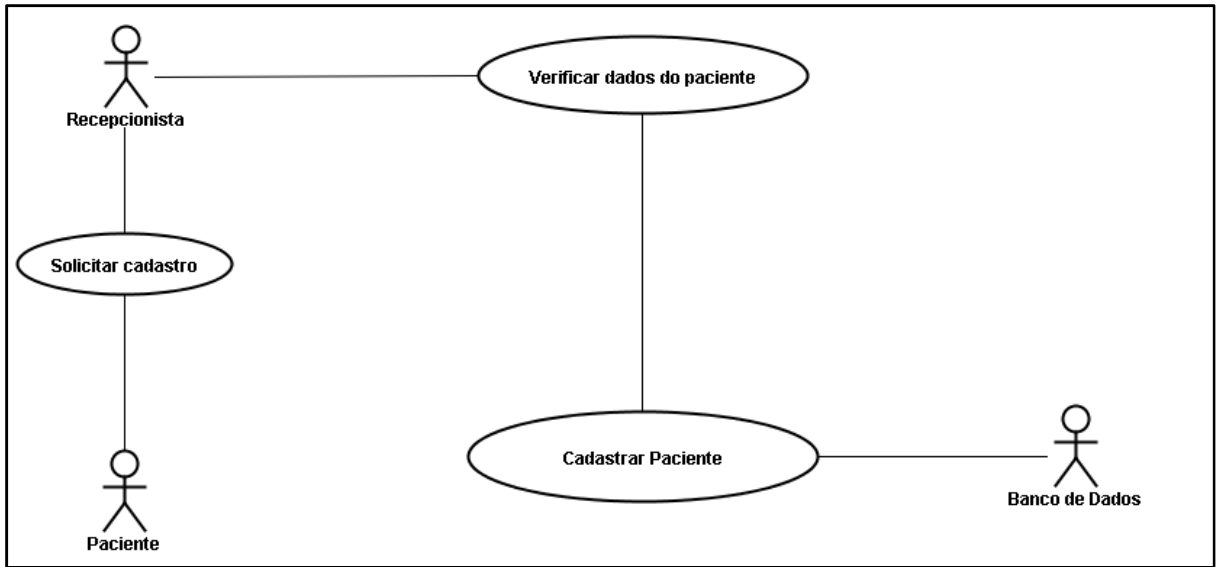 Verificar dados do paciente
Recepcionista
Solicitar cadastro
Cadastrar Paciente
Banco de Dados
Paciente